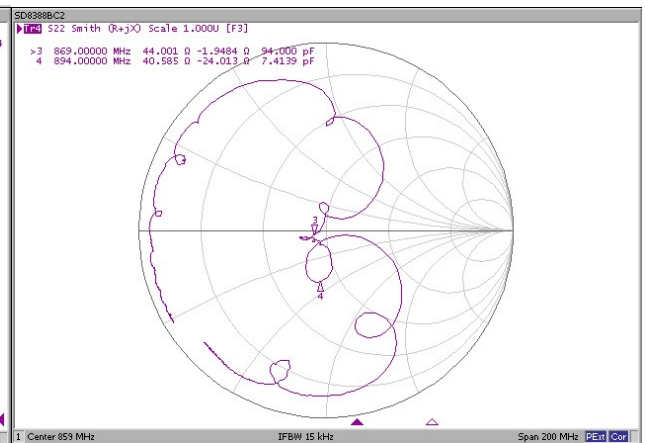 SD8388BC2
Tr4 S22 Smith (R+jX) Scale 1.000U [F3]
>3 869.00000 MHz 44.001 Ω -1.9484 Ω 94.000 pF
4 894.00000 MHz 40.585 Ω -24.013 Ω 7.4139 pF
3
4
1 Center 859 MHz IFBW 15 kHz Span 200 MHz PExt Cor